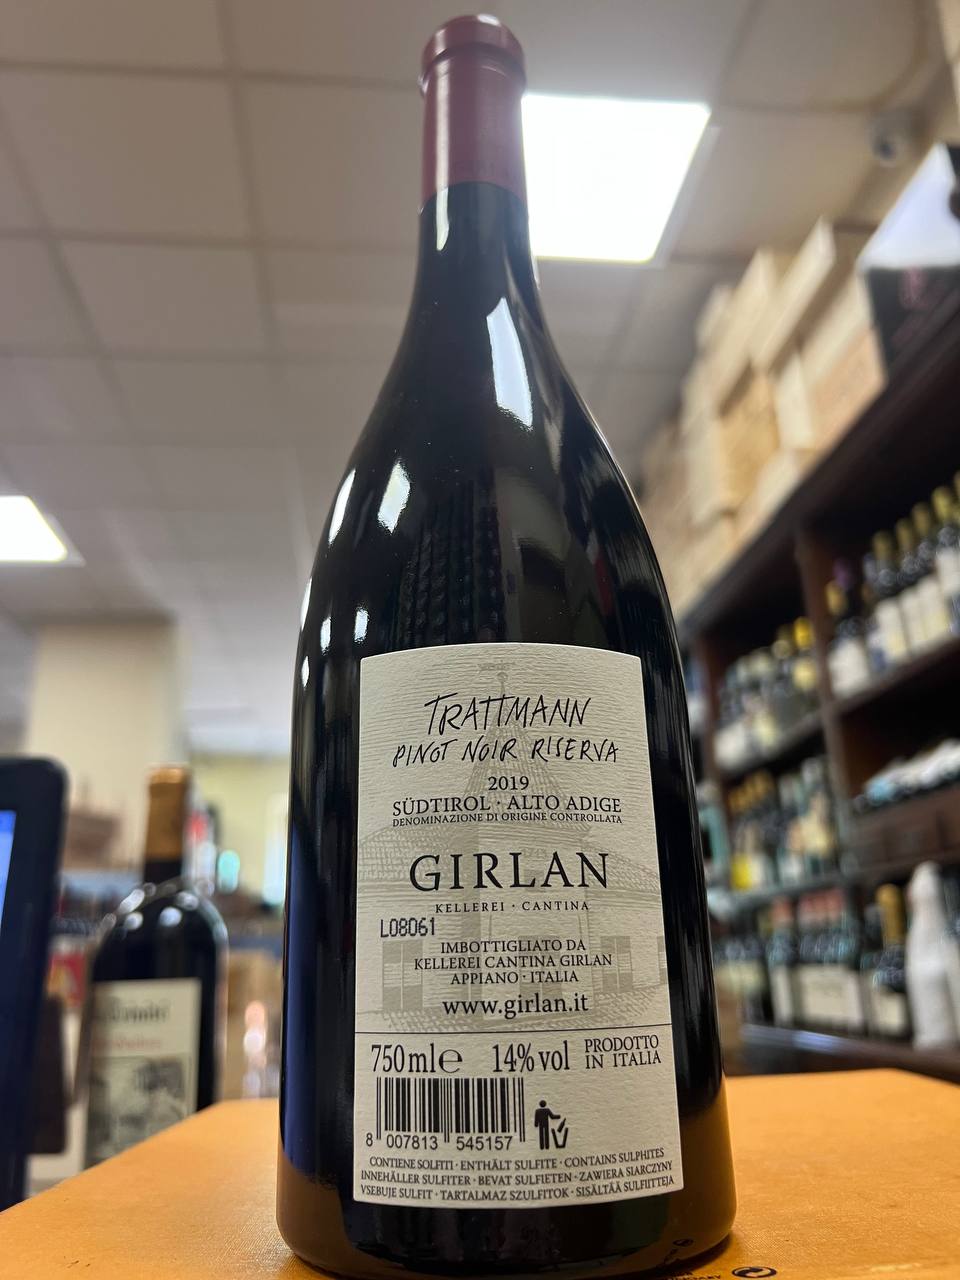 TRATTMANN
PINOT NOIR RISERVA
2019
SÜDTIROL · ALTO ADIGE
DENOMINAZIONE DI ORIGINE CONTROLLATA
GIRLAN
KELLEREI · CANTINA
L08061
IMBOTTIGLIATO DA
KELLEREI CANTINA GIRLAN
APPIANO · ITALIA
www.girlan.it
750 ml ℮ 14% vol PRODOTTO
IN ITALIA
8 007813 545157
CONTIENE SOLFITI · ENTHÄLT SULFITE · CONTAINS SULPHITES
INNEHÅLLER SULFITER · BEVAT SULFIETEN · ZAWIERA SIARCZYNY
VSEBUJE SULFIT · TARTALMAZ SZULFITOK · SISÄLTÄÄ SULFIITTEJA